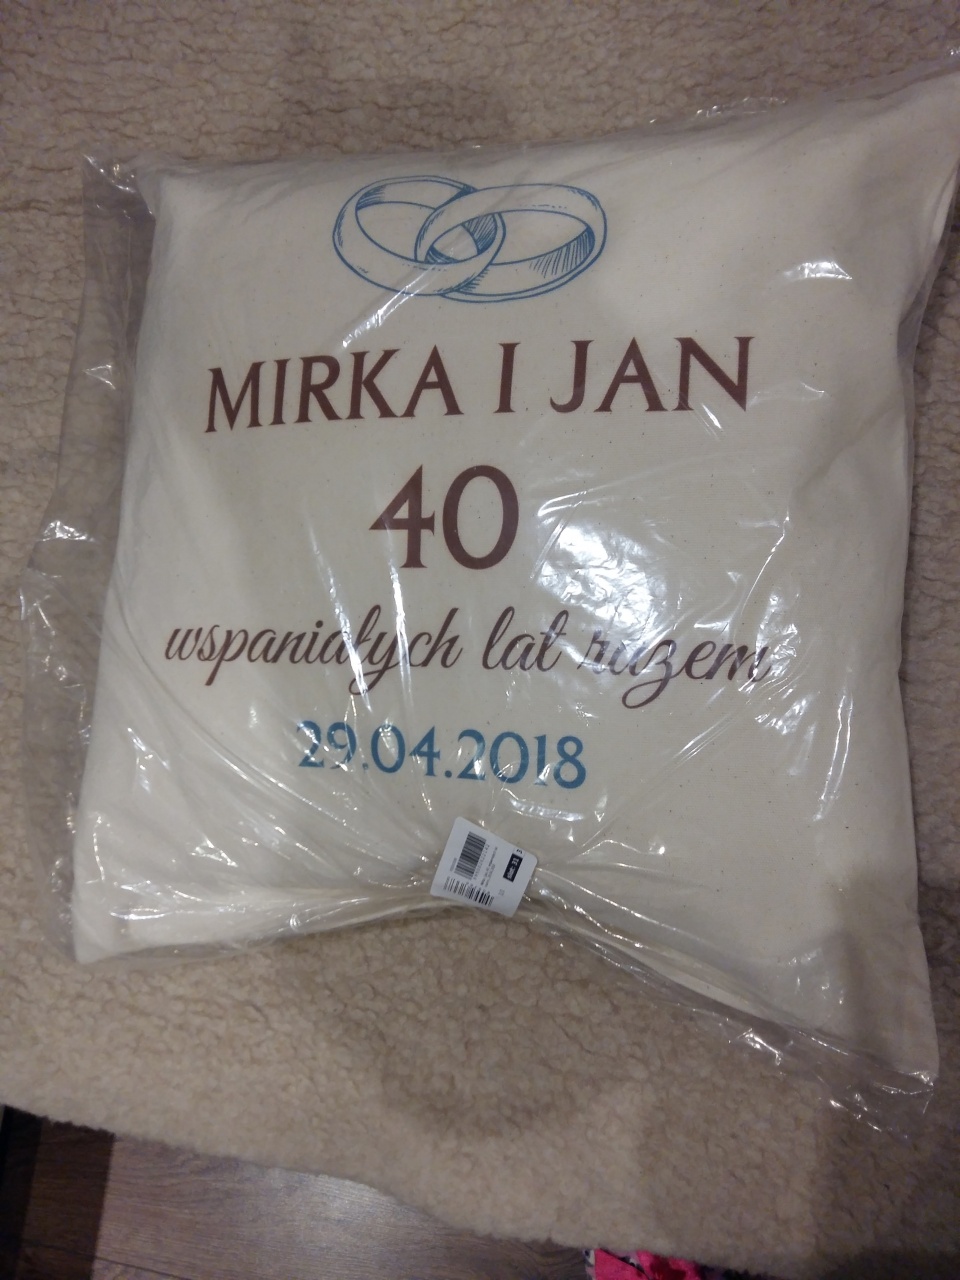 MIRKA I JAN
40
wspaniałych lat razem
29.04.2018